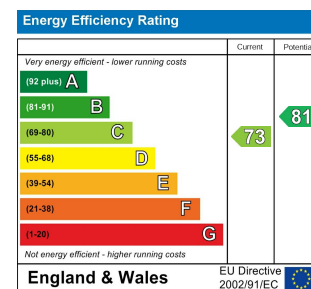 Energy Efficiency Rating
Current Potentia
Very energy efficient - lower running costs
(92 plus) A
(81-91) B
(69-80) C
(55-68) D
(39-54) E
(21-38) F
(1-20) G
73
81
Not energy efficient - higher running costs
England & Wales
EU Directive
2002/91/EC